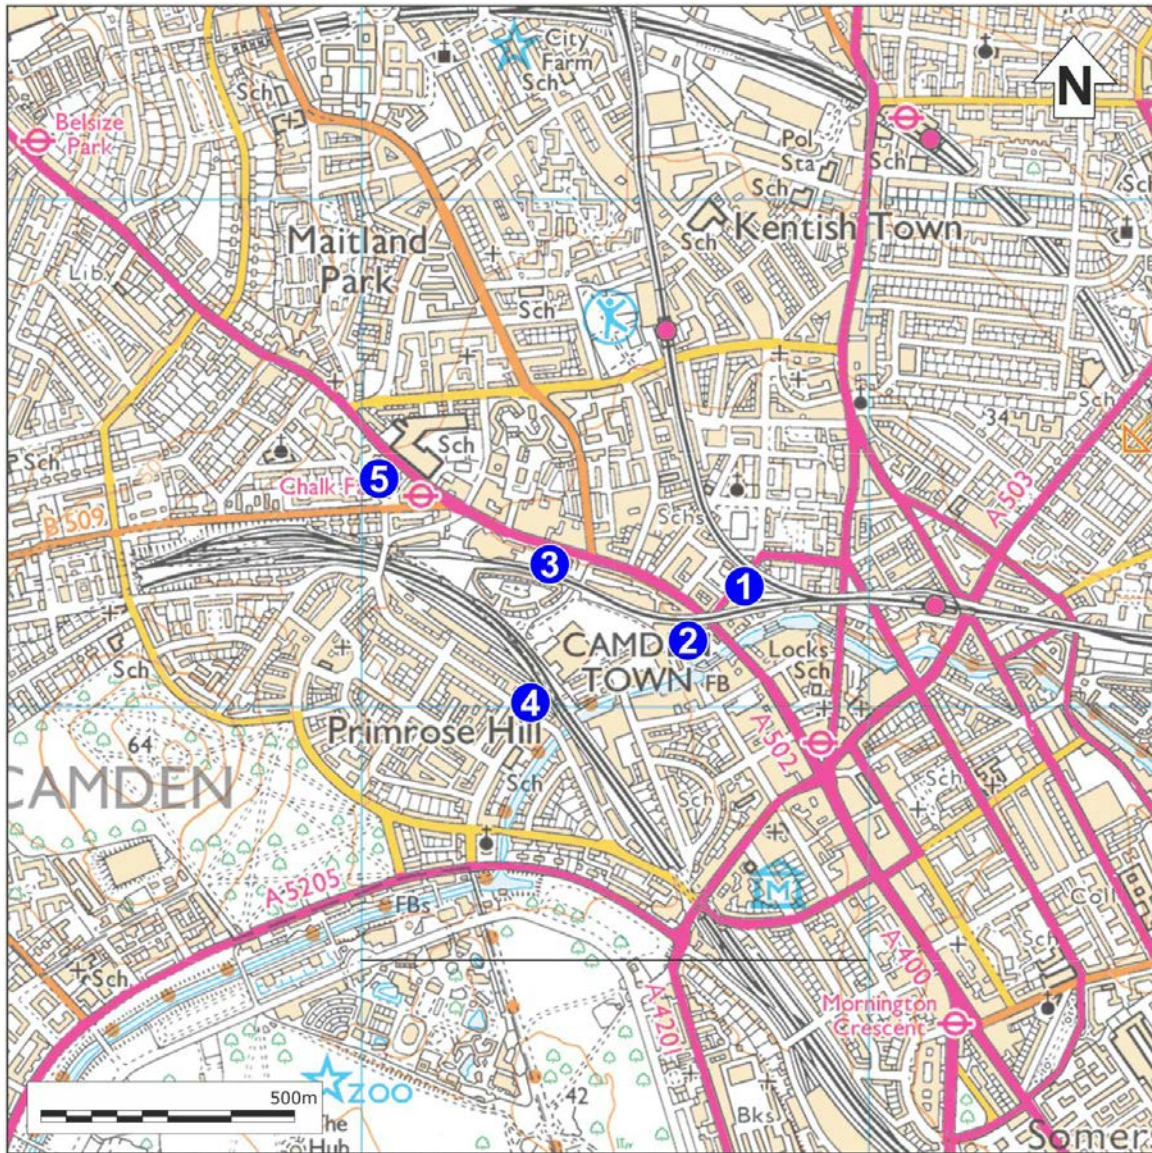 City
Farm
Sch
N
Belsize
Park
Sch
Pol
Sta
Sch
Sch
Sch
Maitland
Park
Sch
Kentish Town
Lib
Sch
Sch
34
Sch
Sch
5
Chalk Fa
A 503
B 509
Schs
3
1
2
CAMD
TOWN
FB
Locks
Sch
Sch
4
Primrose Hill
A 502
64
CAMDEN
Sch
Sch
Sch
M
A 5205
FBs
Coll
Sch
Sch
A 400
Mornington
Crescent
A 4201
500m
ZOO
The
Hub
42
Bks
Somers